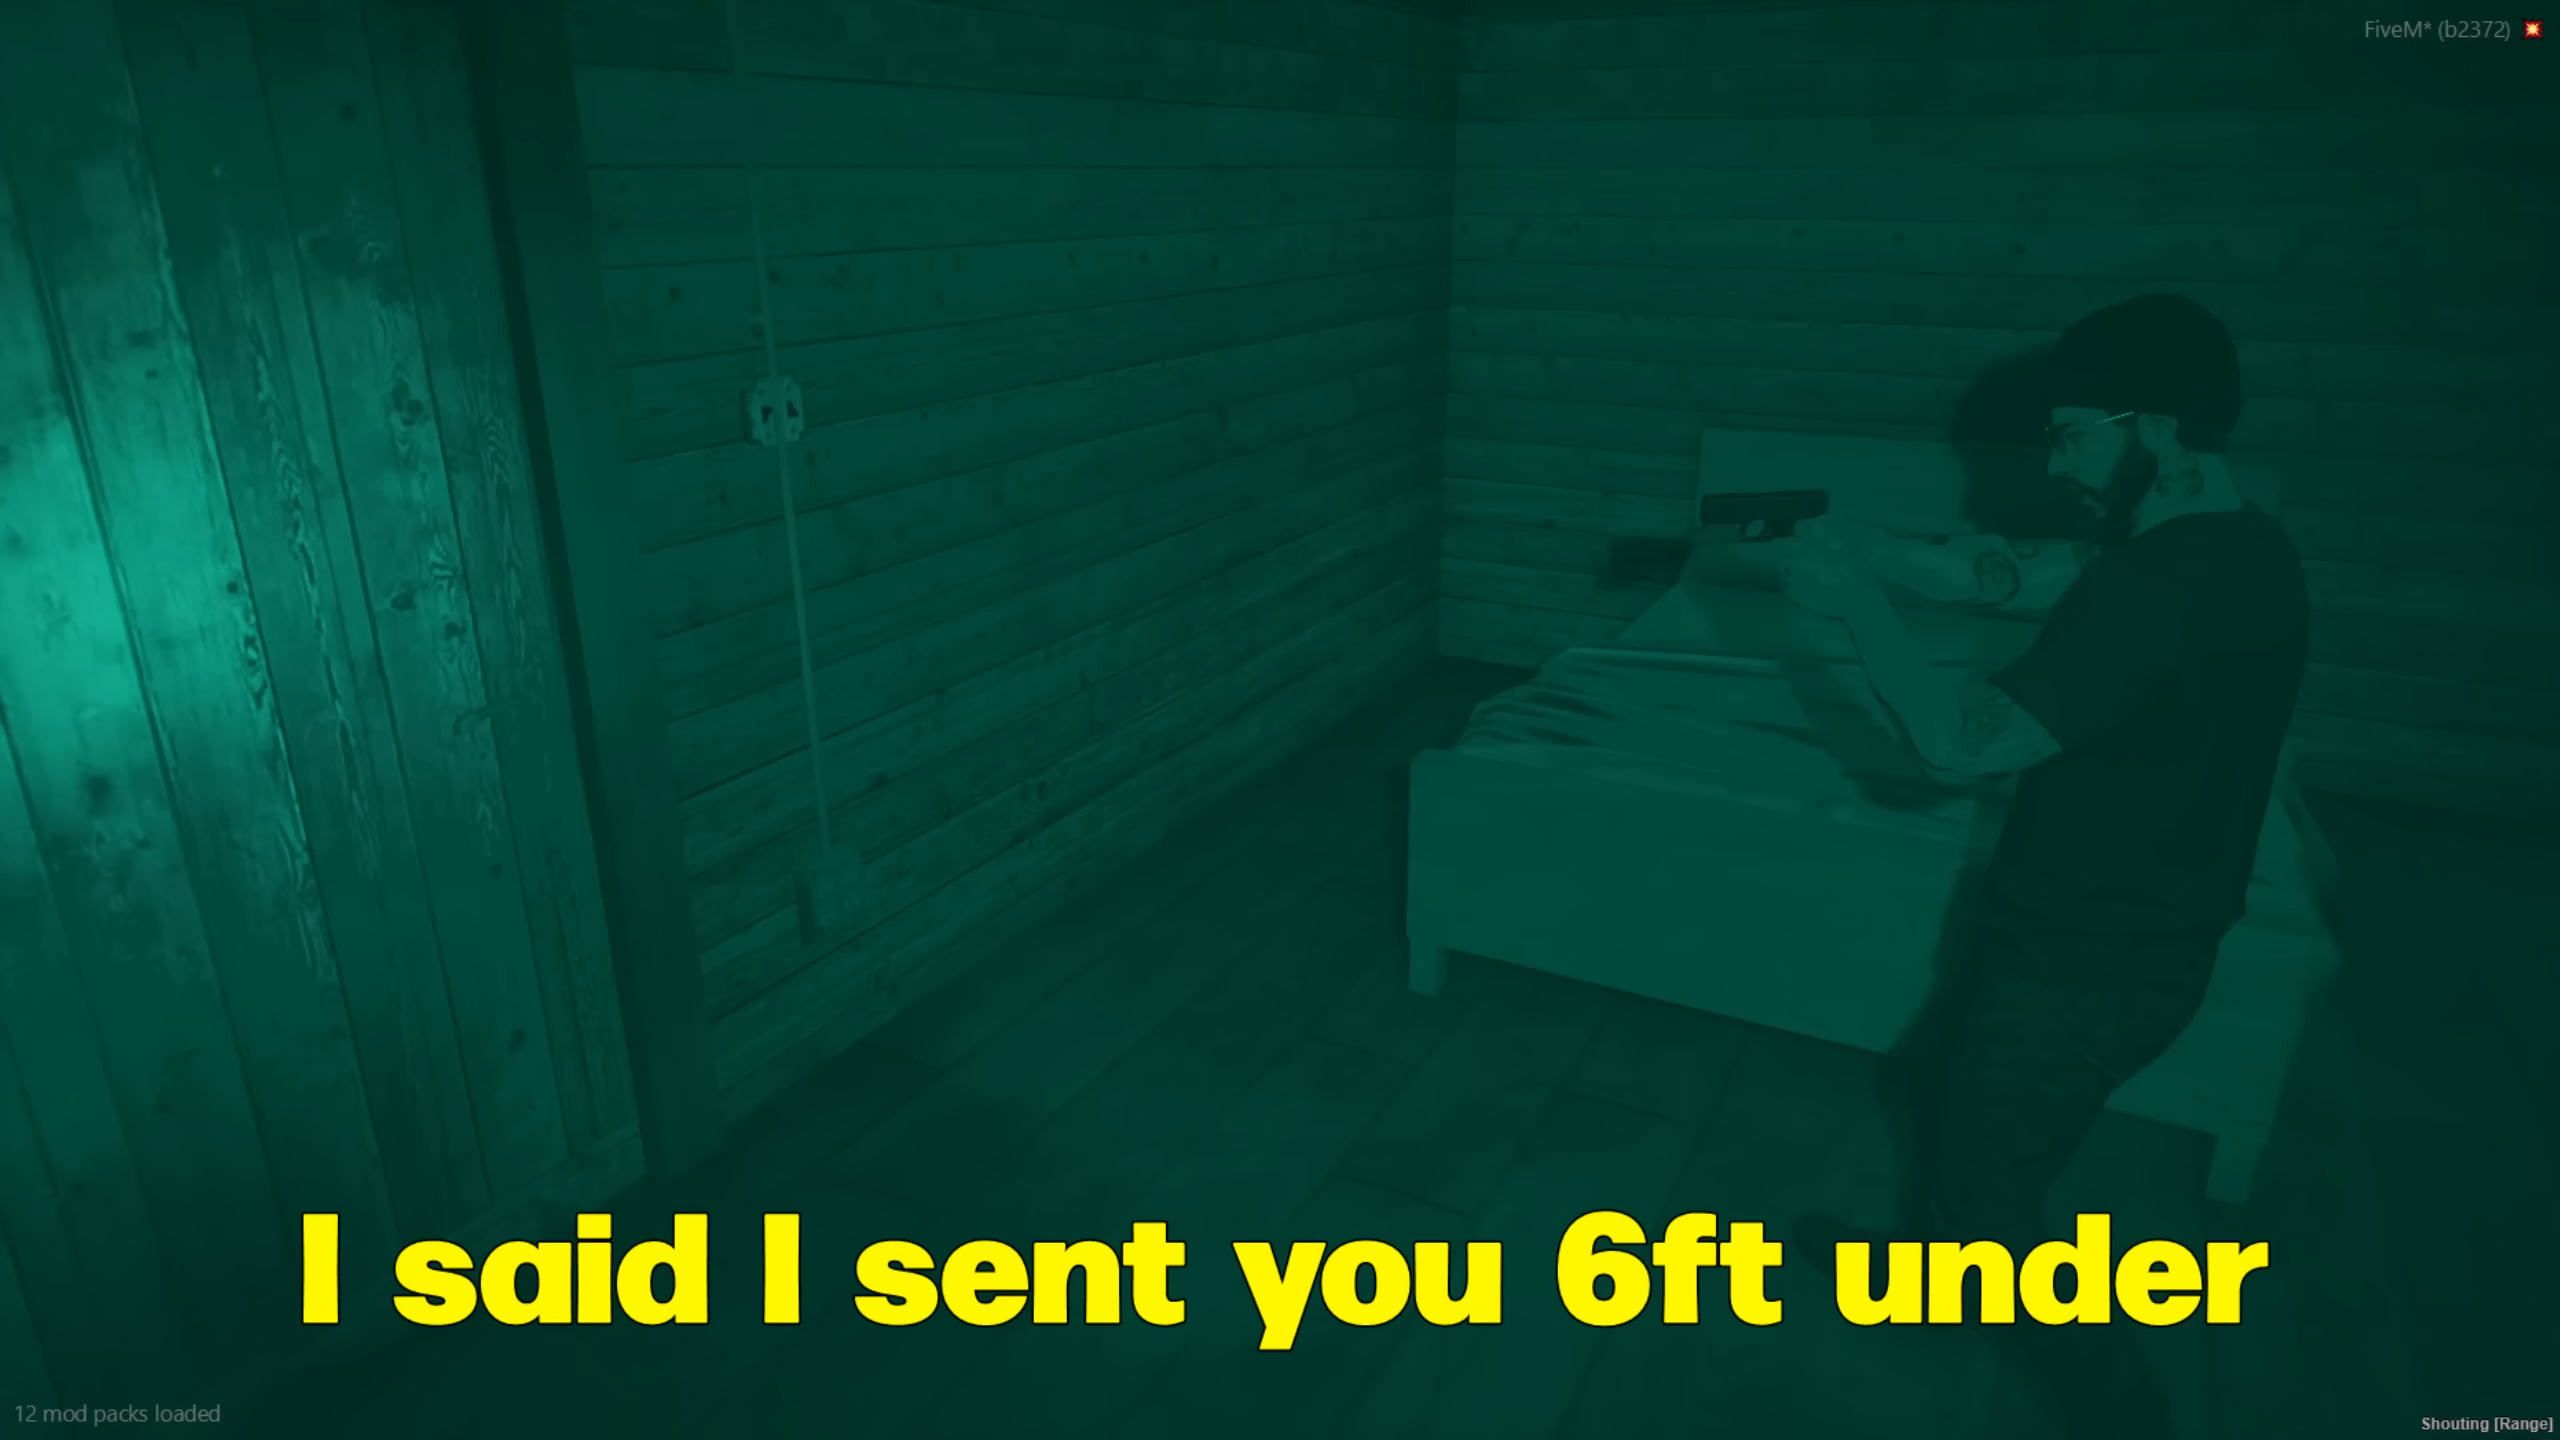 FiveM* (b2372)
I said I sent you 6ft under
12 mod packs loaded
Shouting [Range]